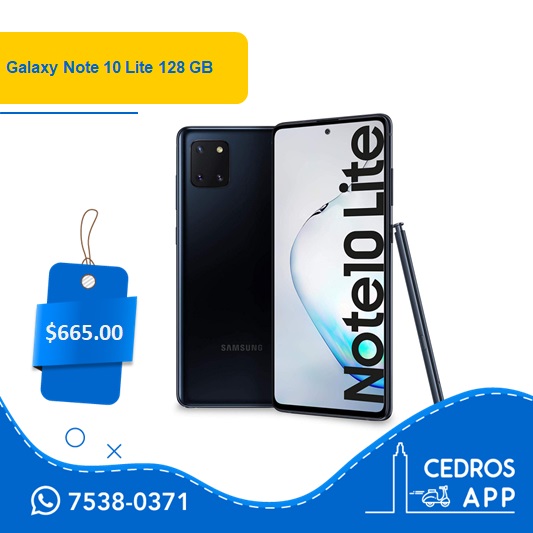 Galaxy Note 10 Lite 128 GB
Note10 Lite
SAMSUNG
$665.00
7538-0371
CEDROS
APP